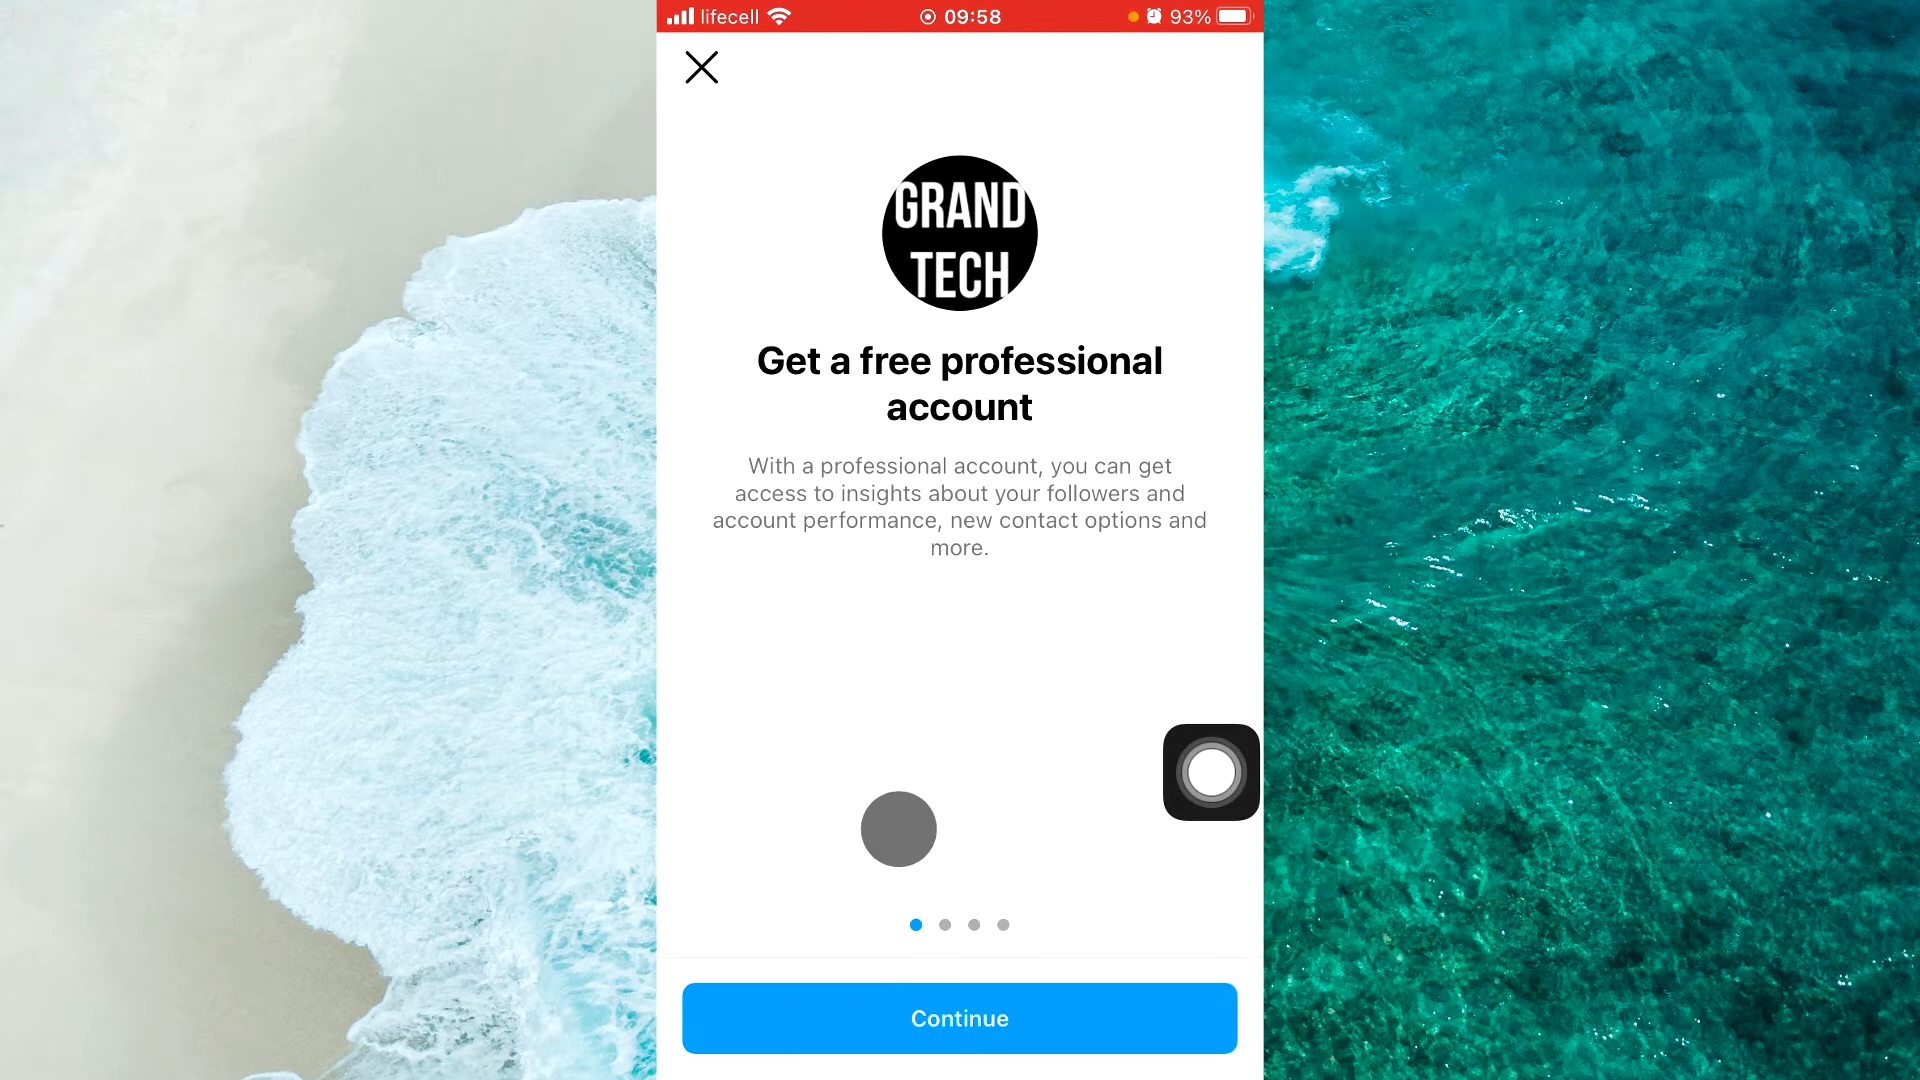 lifecell 09:58 93%
GRAND
TECH
Get a free professional
account
With a professional account, you can get
access to insights about your followers and
account performance, new contact options and
more.
Continue